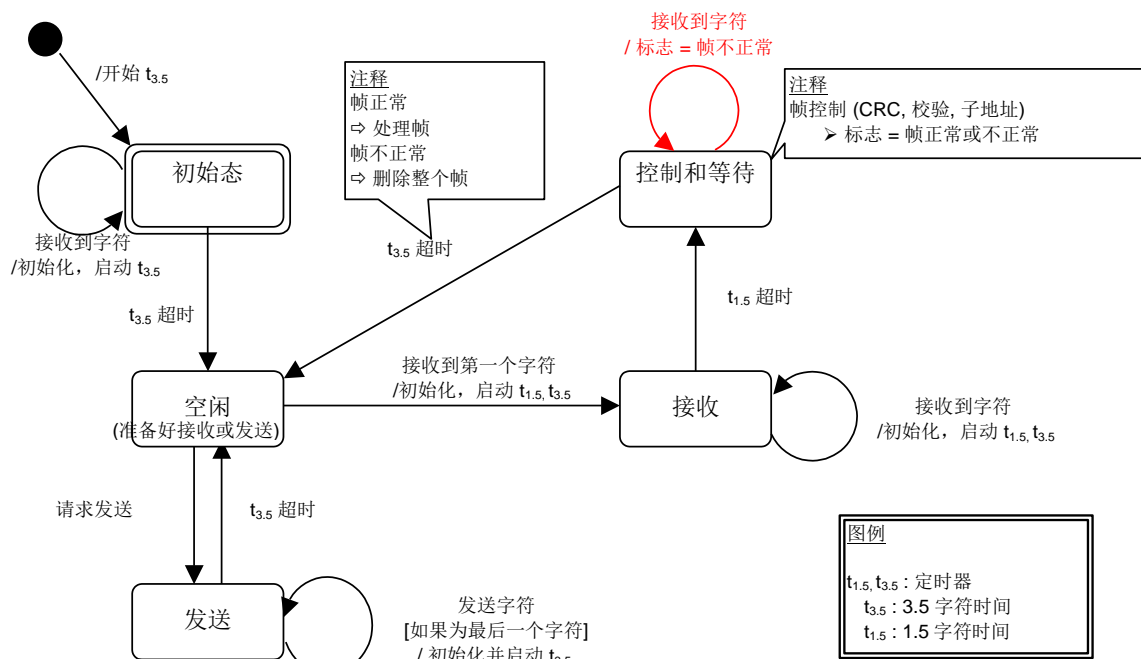 接收到字符
/ 标志 = 帧不正常
/开始 t3.5
注释
帧正常
⇨ 处理帧
帧不正常
⇨ 删除整个帧
注释
帧控制 (CRC, 校验, 子地址)
➢ 标志 = 帧正常或不正常
初始态
控制和等待
接收到字符
/初始化，启动 t3.5
t3.5 超时
t3.5 超时
t1.5 超时
接收到第一个字符
/初始化，启动 t1.5, t3.5
空闲
(准备好接收或发送)
接收
接收到字符
/初始化，启动 t1.5, t3.5
请求发送
t3.5 超时
图例
t1.5, t3.5 : 定时器
t3.5 : 3.5 字符时间
t1.5 : 1.5 字符时间
发送
发送字符
[如果为最后一个字符]
/ 初始化并启动 t3.5